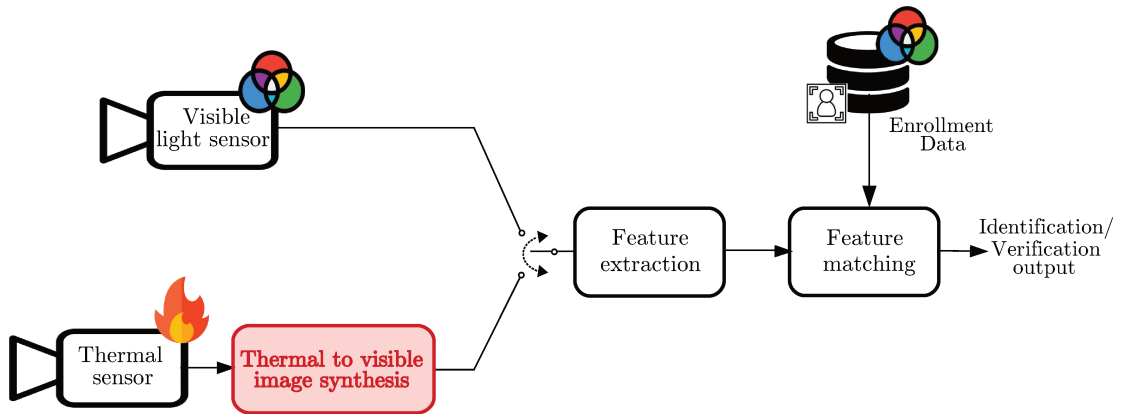 Visible
light sensor
Enrollment
Data
Feature
extraction
Feature
matching
Identification/
Verification
output
Thermal
sensor
Thermal to visible
image synthesis